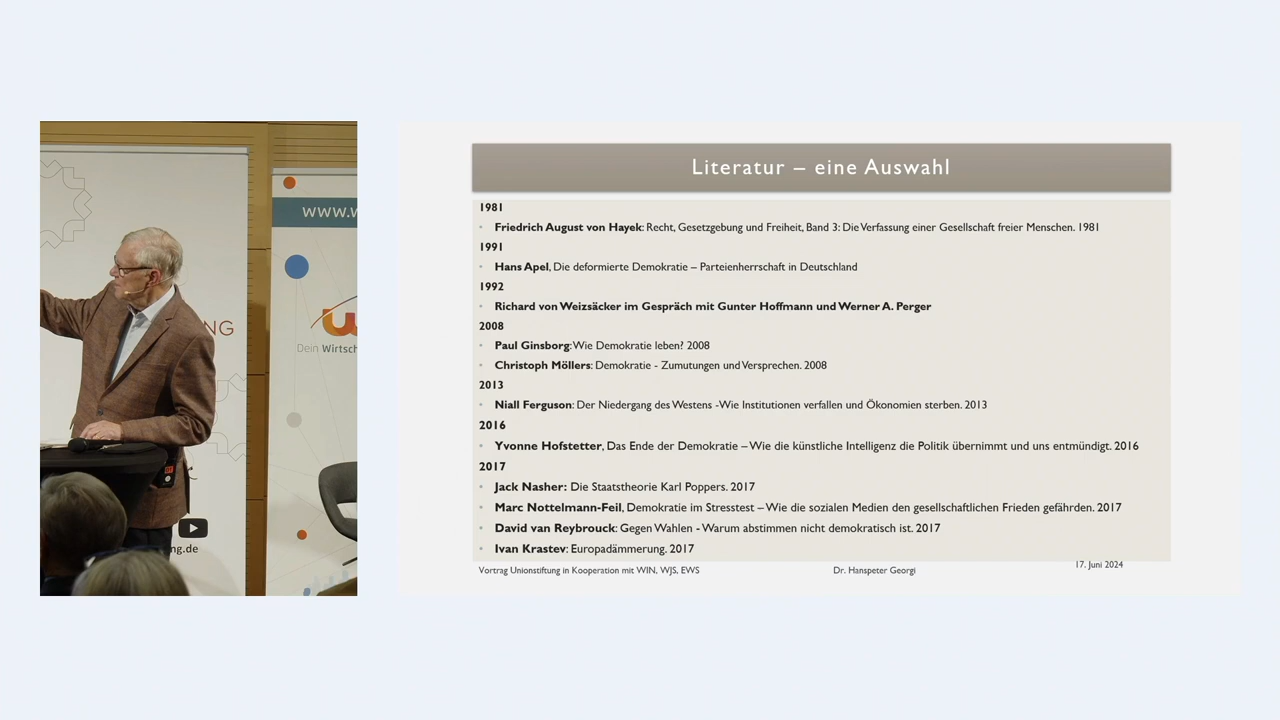 WWW.W
NG
Dein Wirtsch
ng.de
Literatur – eine Auswahl
1981
• Friedrich August von Hayek: Recht, Gesetzgebung und Freiheit, Band 3: Die Verfassung einer Gesellschaft freier Menschen. 1981
1991
• Hans Apel, Die deformierte Demokratie – Parteienherrschaft in Deutschland
1992
• Richard von Weizsäcker im Gespräch mit Gunter Hoffmann und Werner A. Perger
2008
• Paul Ginsborg: Wie Demokratie leben? 2008
• Christoph Möllers: Demokratie - Zumutungen und Versprechen. 2008
2013
• Niall Ferguson: Der Niedergang des Westens -Wie Institutionen verfallen und Ökonomien sterben. 2013
2016
• Yvonne Hofstetter, Das Ende der Demokratie – Wie die künstliche Intelligenz die Politik übernimmt und uns entmündigt. 2016
2017
• Jack Nasher: Die Staatstheorie Karl Poppers. 2017
• Marc Nottelmann-Feil, Demokratie im Stresstest – Wie die sozialen Medien den gesellschaftlichen Frieden gefährden. 2017
• David van Reybrouck: Gegen Wahlen - Warum abstimmen nicht demokratisch ist. 2017
• Ivan Krastev: Europadämmerung. 2017
Vortrag Unionstiftung in Kooperation mit WIN, WJS, EWS
Dr. Hanspeter Georgi
17. Juni 2024